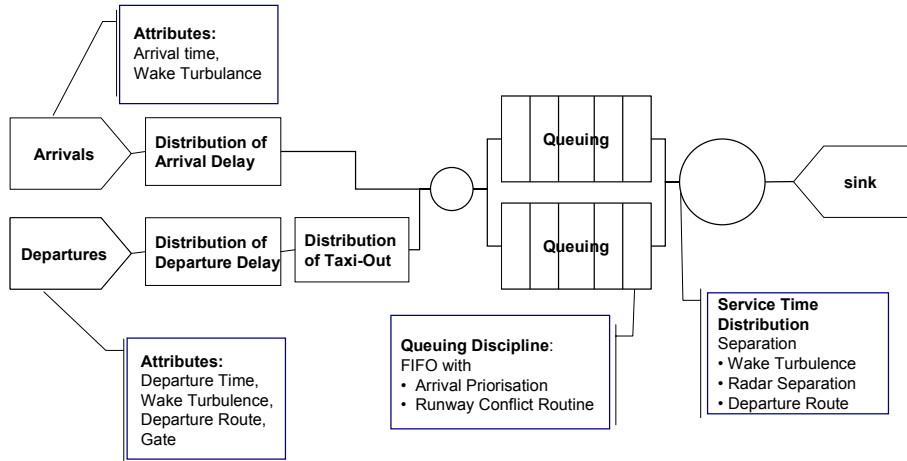 Attributes:
Arrival time,
Wake Turbulance
Arrivals
Distribution of
Arrival Delay
Queuing
sink
Departures
Distribution of
Departure Delay
Distribution
of Taxi-Out
Queuing
Attributes:
Departure Time,
Wake Turbulence,
Departure Route,
Gate
Queuing Discipline:
FIFO with
• Arrival Priorisation
• Runway Conflict Routine
Service Time
Distribution
Separation
• Wake Turbulence
• Radar Separation
• Departure Route